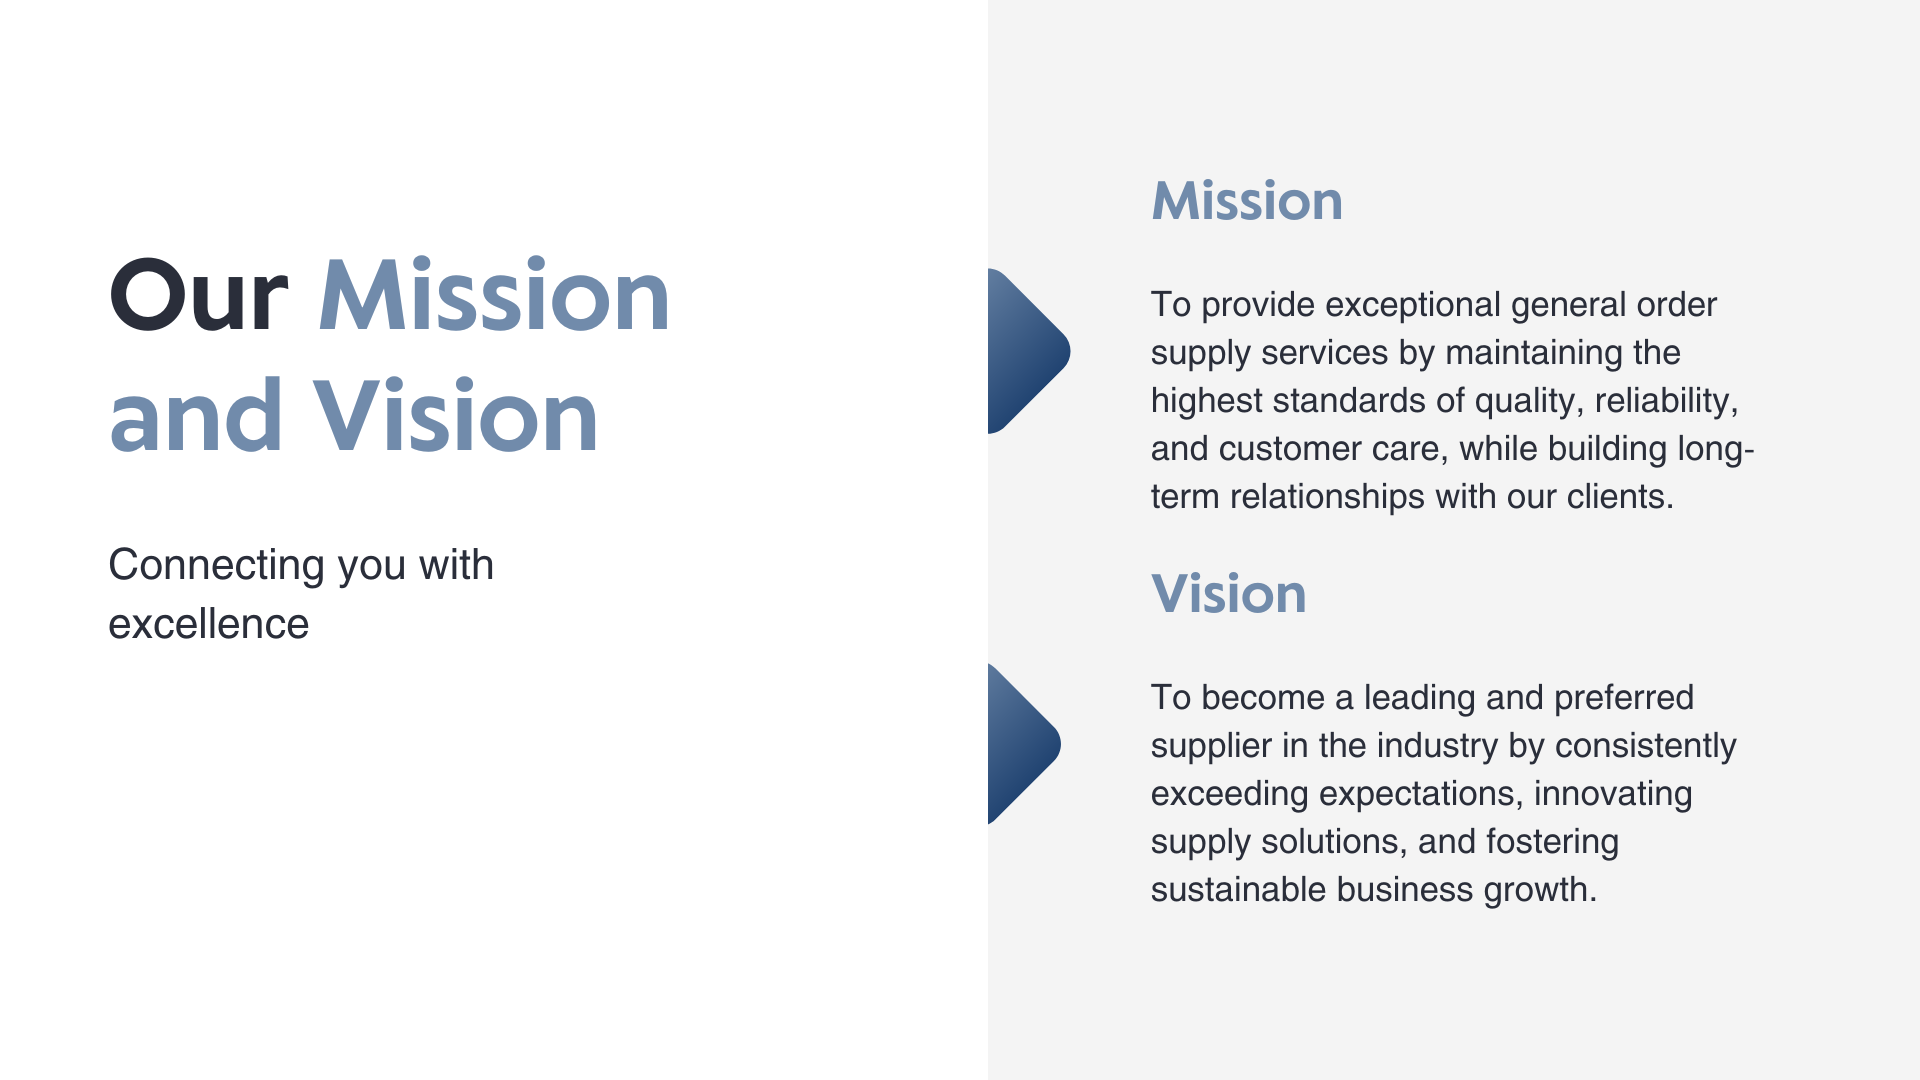 Our Mission
and Vision
Connecting you with
excellence
Mission
To provide exceptional general order
supply services by maintaining the
highest standards of quality, reliability,
and customer care, while building long-
term relationships with our clients.
Vision
To become a leading and preferred
supplier in the industry by consistently
exceeding expectations, innovating
supply solutions, and fostering
sustainable business growth.